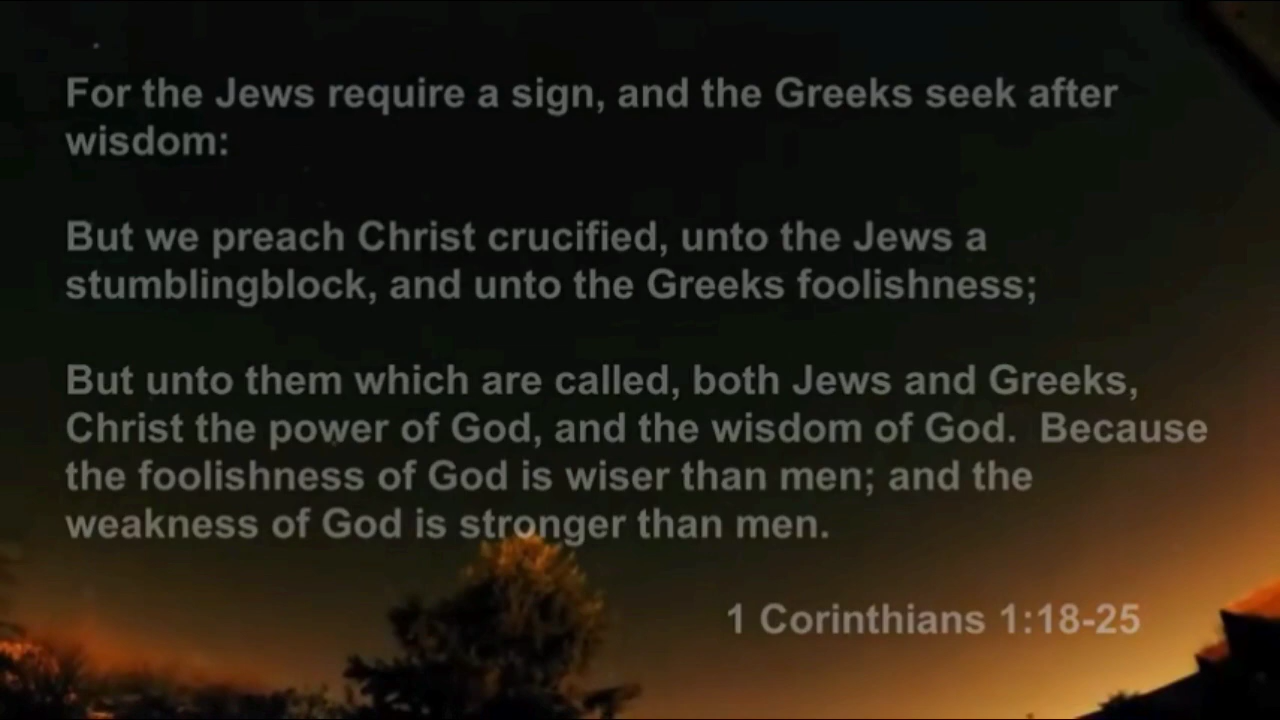 For the Jews require a sign, and the Greeks seek after
wisdom:
But we preach Christ crucified, unto the Jews a
stumblingblock, and unto the Greeks foolishness;
But unto them which are called, both Jews and Greeks,
Christ the power of God, and the wisdom of God.  Because
the foolishness of God is wiser than men; and the
weakness of God is stronger than men.
1 Corinthians 1:18-25